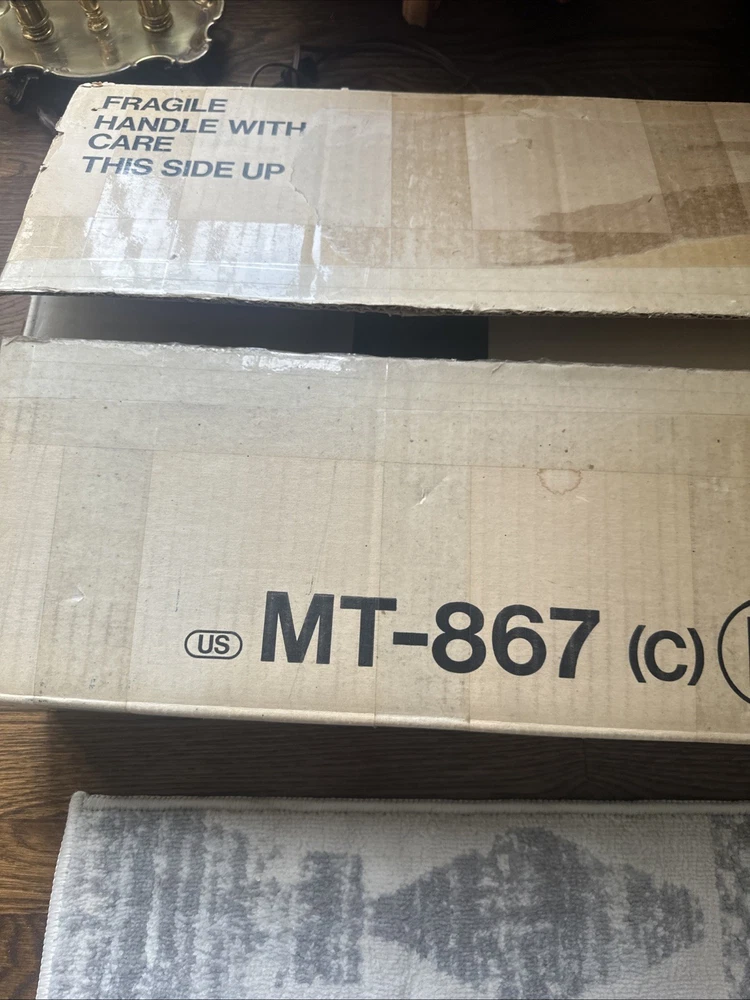 FRAGILE
HANDLE WITH
CARE
THIS SIDE UP
US MT-867 (C)